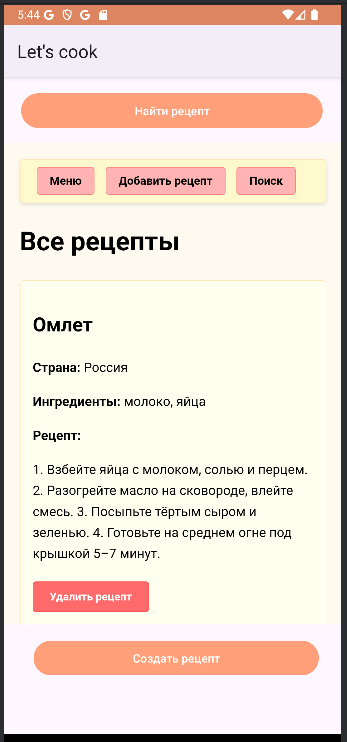 5:44
Let's cook
Найти рецепт
Меню Добавить рецепт Поиск
Все рецепты
Омлет
Страна: Россия
Ингредиенты: молоко, яйца
Рецепт:
1. Взбейте яйца с молоком, солью и перцем.
2. Разогрейте масло на сковороде, влейте
смесь. 3. Посыпьте тёртым сыром и
зеленью. 4. Готовьте на среднем огне под
крышкой 5–7 минут.
Удалить рецепт
Создать рецепт